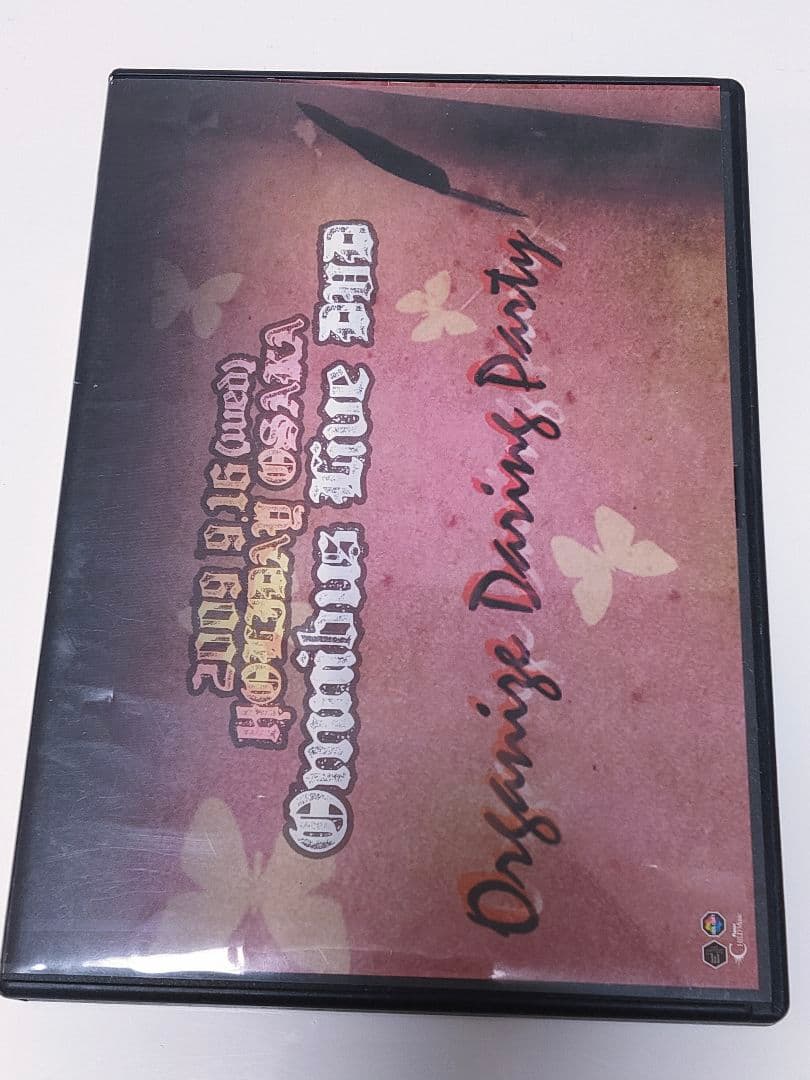 2009.9.16(wed)
HOLIDAY OSAKA
Omnibus Live DVD
Organize Daring Party